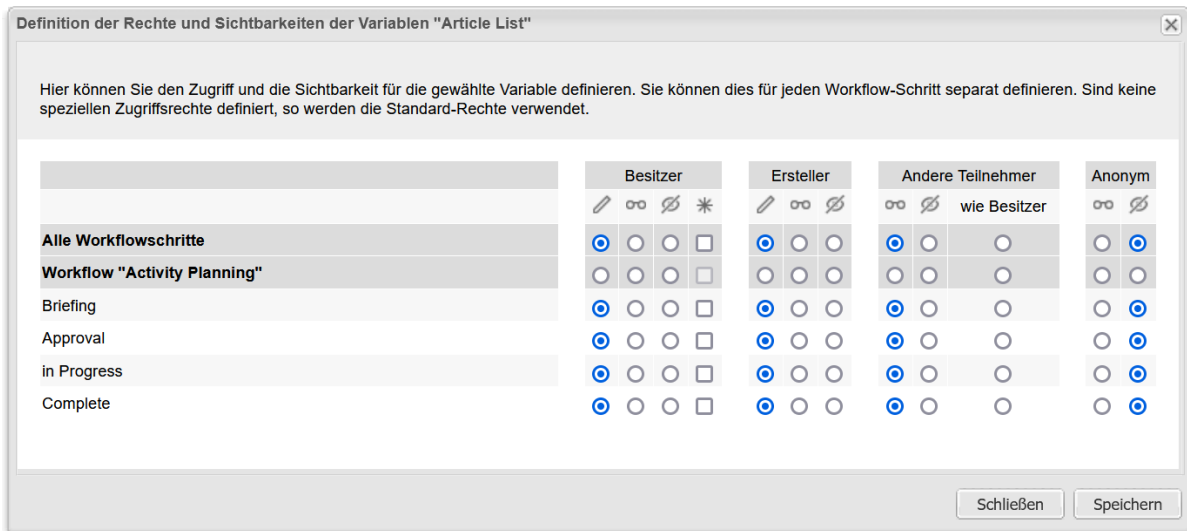 Definition der Rechte und Sichtbarkeiten der Variablen "Article List"
Hier können Sie den Zugriff und die Sichtbarkeit für die gewählte Variable definieren. Sie können dies für jeden Workflow-Schritt separat definieren. Sind keine
speziellen Zugriffsrechte definiert, so werden die Standard-Rechte verwendet.
Besitzer Ersteller Andere Teilnehmer Anonym
wie Besitzer
Alle Workflowschritte
Workflow "Activity Planning"
Briefing
Approval
in Progress
Complete
Schließen Speichern